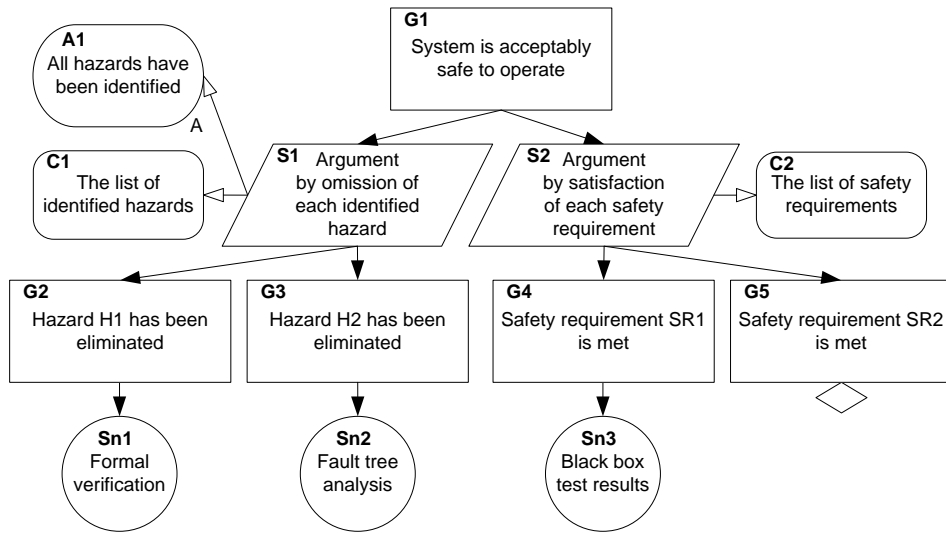 G1
System is acceptably
safe to operate
A1
All hazards have
been identified
A
C1
The list of
identified hazards
S1
Argument
by omission of
each identified
hazard
S2
Argument
by satisfaction
of each safety
requirement
C2
The list of safety
requirements
G2
Hazard H1 has been
eliminated
G3
Hazard H2 has been
eliminated
G4
Safety requirement SR1
is met
G5
Safety requirement SR2
is met
Sn1
Formal
verification
Sn2
Fault tree
analysis
Sn3
Black box
test results